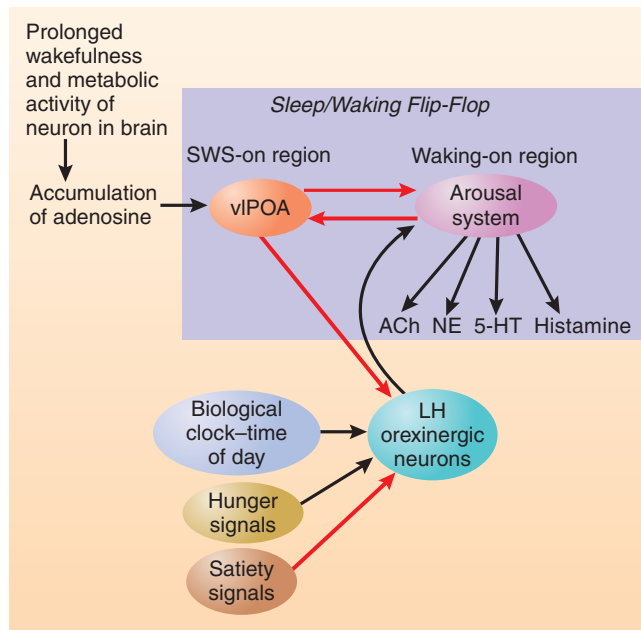 Prolonged
wakefulness
and metabolic
activity of
neuron in brain
Accumulation
of adenosine
Sleep/Waking Flip-Flop
SWS-on region
Waking-on region
vlPOA
Arousal
system
ACh NE 5-HT Histamine
Biological
clock–time
of day
LH
orexinergic
neurons
Hunger
signals
Satiety
signals